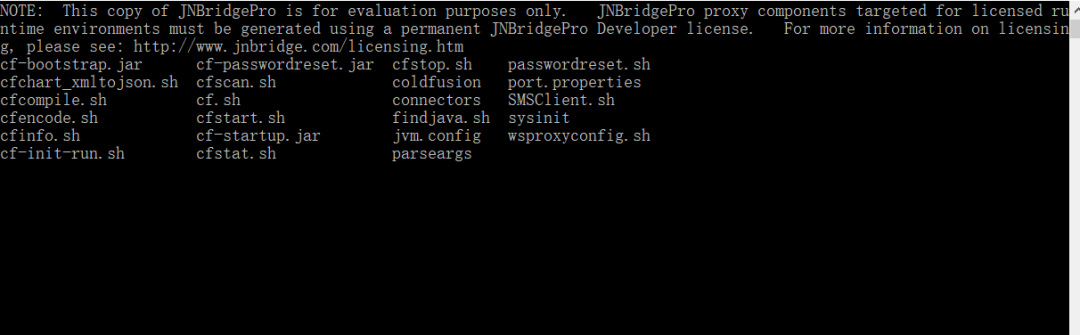 NOTE:  This copy of JNBridgePro is for evaluation purposes only.   JNBridgePro proxy components targeted for licensed ru
ntime environments must be generated using a permanent JNBridgePro Developer license.   For more information on licensin
g, please see: http://www.jnbridge.com/licensing.htm
cf-bootstrap.jar       cf-passwordreset.jar  cfstop.sh    passwordreset.sh
cfchart_xmltojson.sh  cfscan.sh             coldfusion   port.properties
cfcompile.sh          cf.sh                 connectors   SMSClient.sh
cfencode.sh           cfstart.sh            findjava.sh  sysinit
cfinfo.sh             cf-startup.jar        jvm.config   wsproxyconfig.sh
cf-init-run.sh        cfstat.sh             parseargs